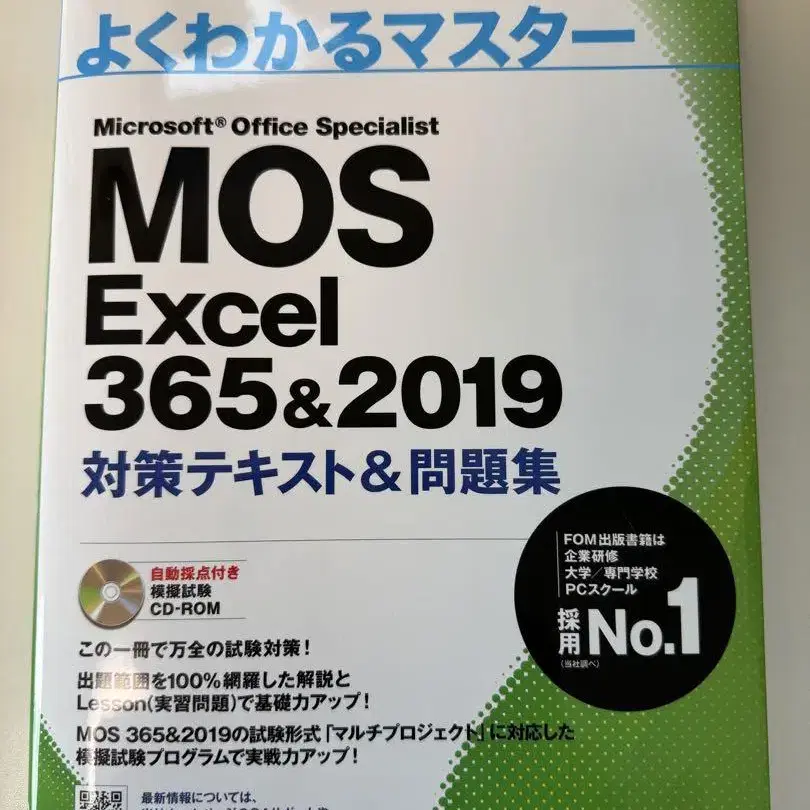 よくわかるマスター
Microsoft® Office Specialist
MOS
Excel
365&2019
対策テキスト&問題集
FOM出版書籍は
企業研修
大学/専門学校
PCスクール
採用 No.1
(当社調べ)
自動採点付き
模擬試験
CD-ROM
この一冊で万全の試験対策!
出題範囲を100%網羅した解説と
Lesson(実習問題)で基礎力アップ!
MOS 365&2019の試験形式「マルチプロジェクト」に対応した
模擬試験プログラムで実戦力アップ!
最新情報については、